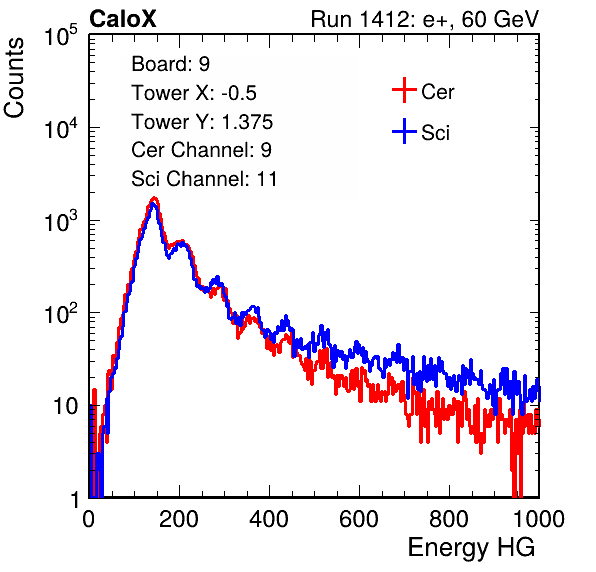 CaloX Run 1412: e+, 60 GeV
Counts
Board: 9
Tower X: -0.5
Tower Y: 1.375
Cer Channel: 9
Sci Channel: 11
Cer
Sci
10^5
10^4
10^3
10^2
10
1
0 200 400 600 800 1000
Energy HG